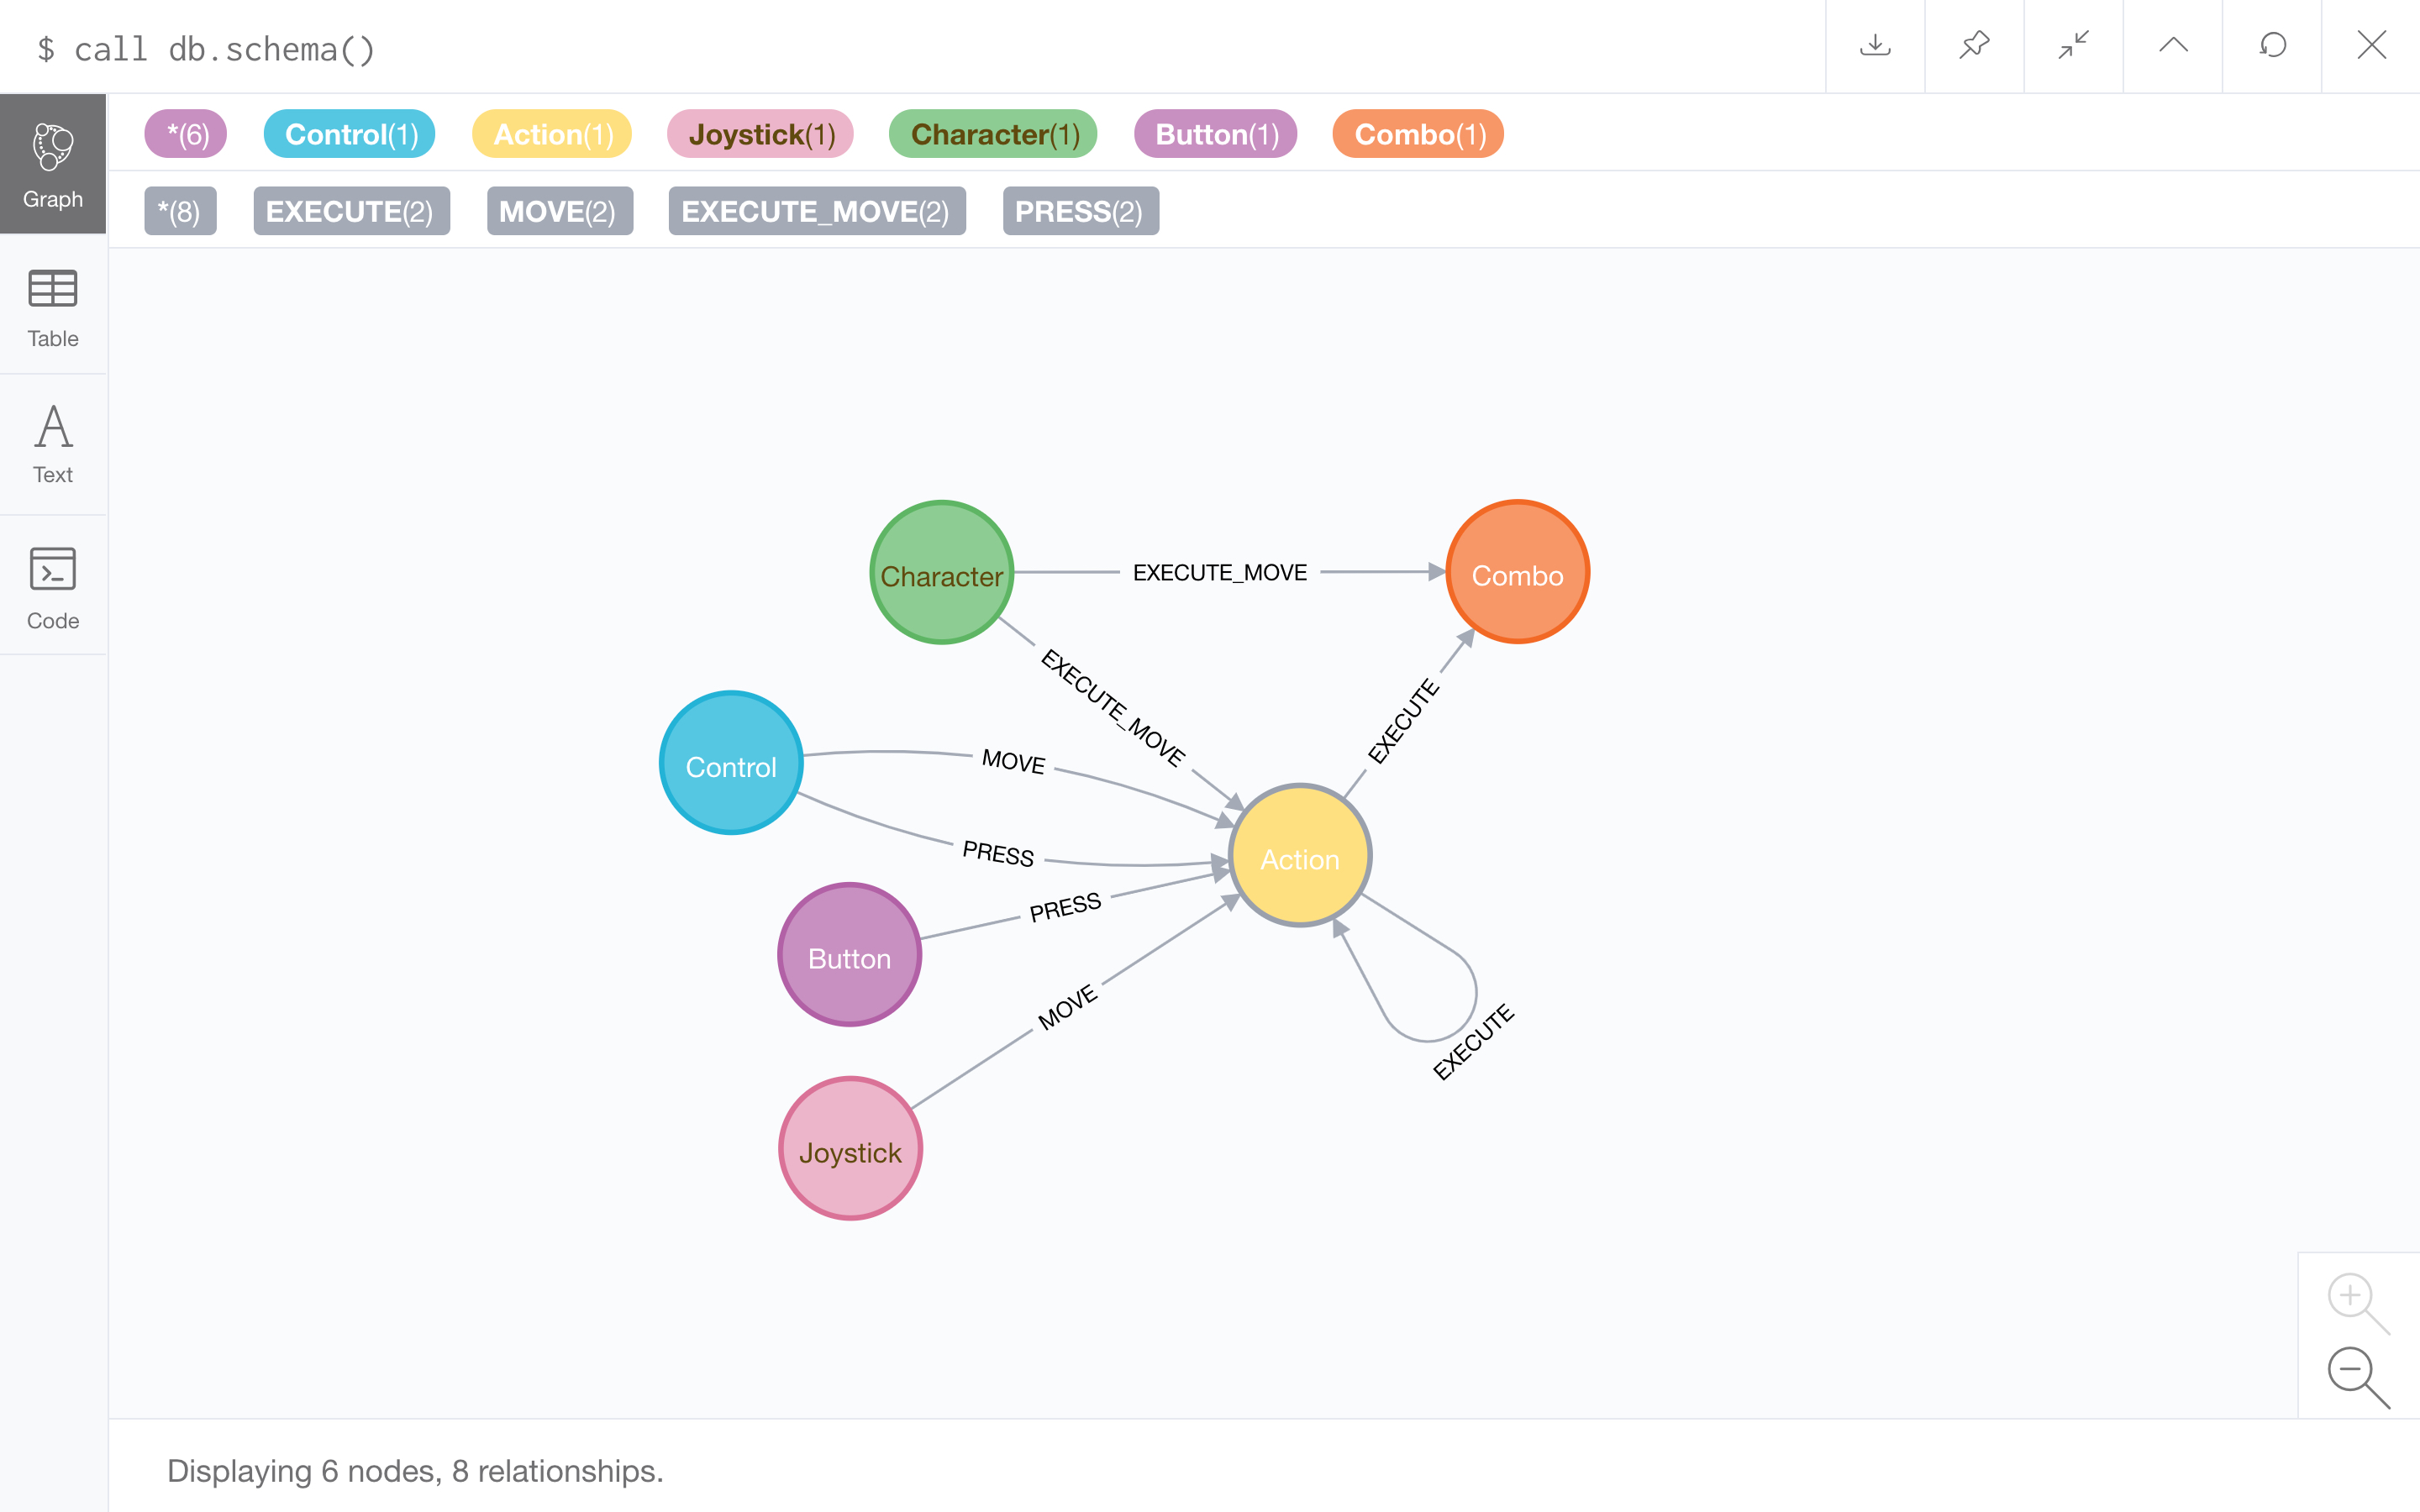 $ call db.schema()
*(6) Control(1) Action(1) Joystick(1) Character(1) Button(1) Combo(1)
Graph
*(8) EXECUTE(2) MOVE(2) EXECUTE_MOVE(2) PRESS(2)
Table
Text
Code
Character
EXECUTE_MOVE
Combo
EXECUTE_MOVE
EXECUTE
Control
MOVE
PRESS
Action
PRESS
Button
MOVE
EXECUTE
Joystick
Displaying 6 nodes, 8 relationships.